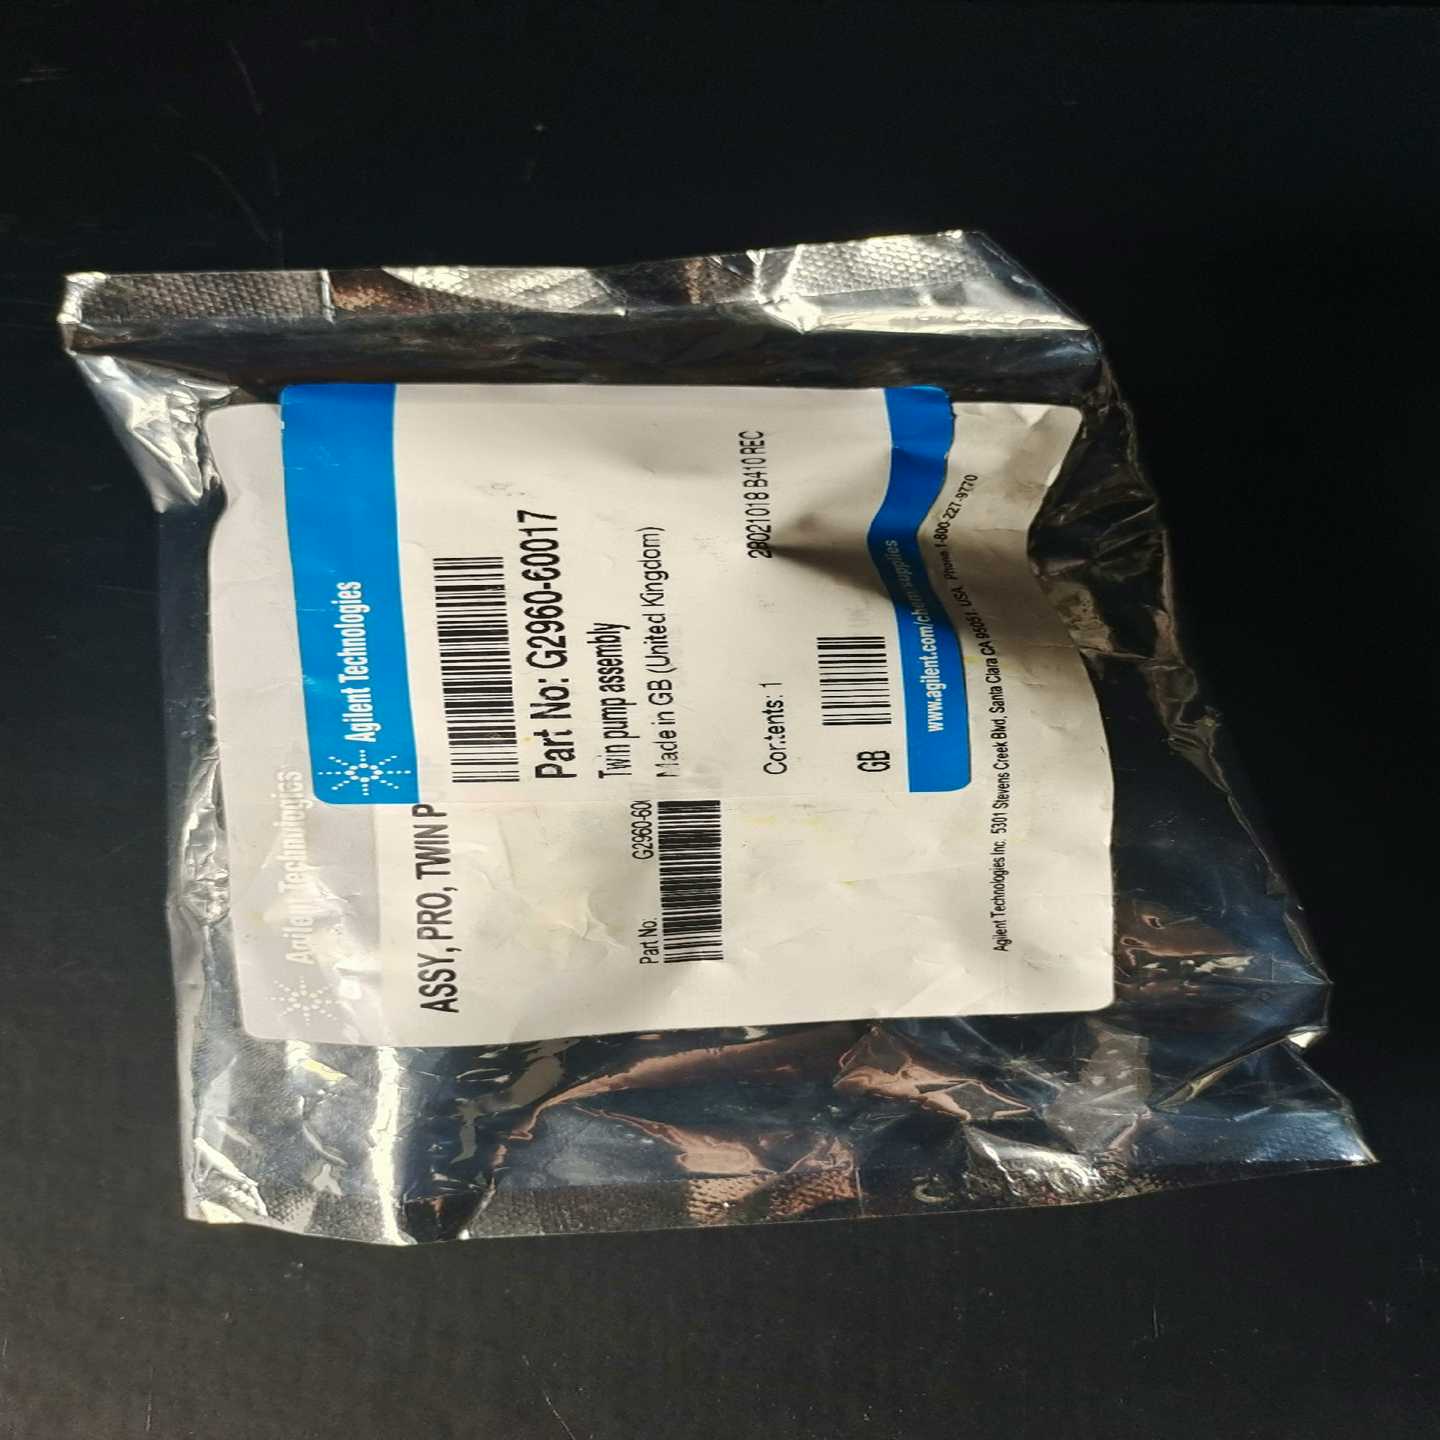 Agilent Technologies
Part No: G2960-60017
Twin pump assembly
Made in GB (United Kingdom)
28021018 B410 REC
Contents: 1
GB
www.agilent.com/chem/supplies
Agilent Technologies
ASSY, PRO, TWIN P
Part No: G2960-60
Agilent Technologies Inc, 5301 Stevens Creek Blvd, Santa Clara CA 95051, USA Phone 1-800-227-9770